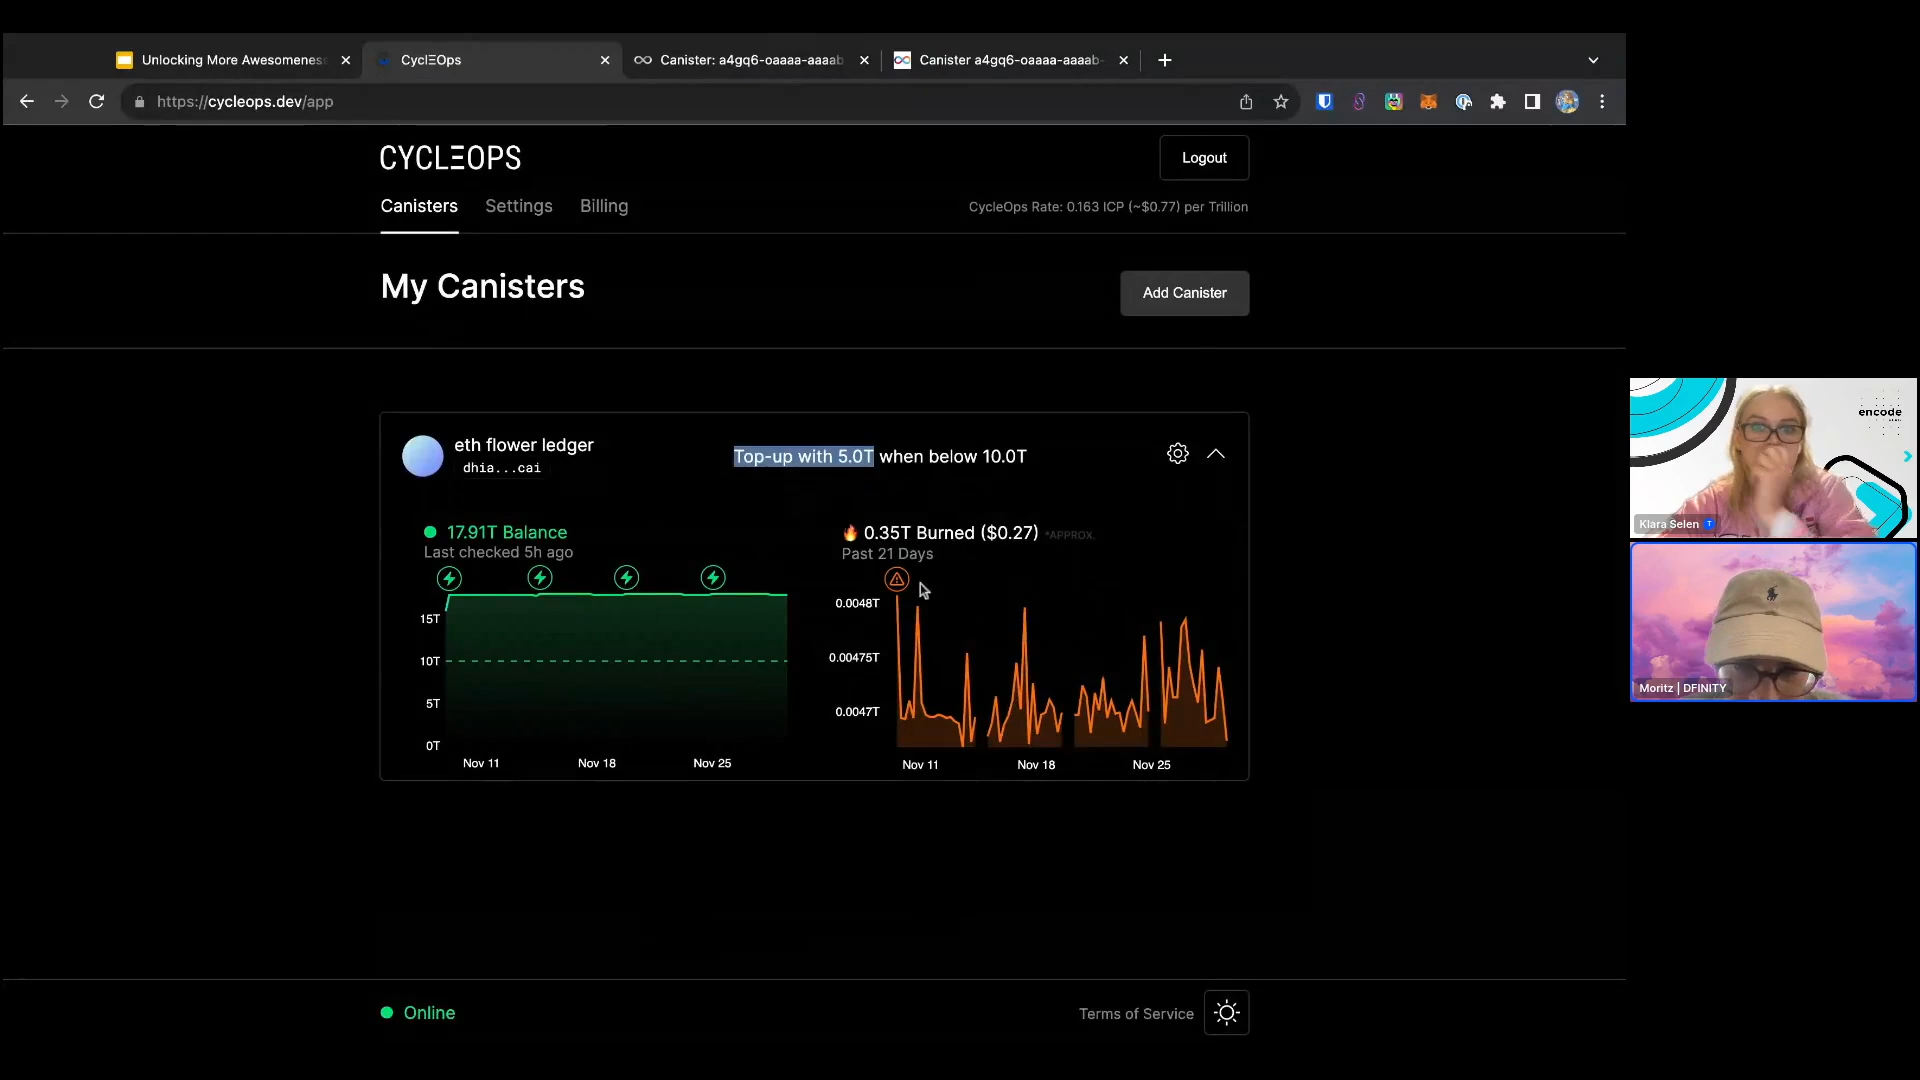 Unlocking More Awesomenes
CyclΞOps
Canister: a4gq6-oaaaa-aaaab
Canister a4gq6-oaaaa-aaaab-
https://cycleops.dev/app
CYCLΞOPS
Logout
Canisters
Settings
Billing
CycleOps Rate: 0.163 ICP (~$0.77) per Trillion
My Canisters
Add Canister
eth flower ledger
dhia...cai
Top-up with 5.0T when below 10.0T
17.91T Balance
Last checked 5h ago
15T
10T
5T
0T
Nov 11
Nov 18
Nov 25
0.35T Burned ($0.27) *APPROX.
Past 21 Days
0.0048T
0.00475T
0.0047T
Nov 11
Nov 18
Nov 25
encode
Klara Selen
Moritz | DFINITY
Online
Terms of Service